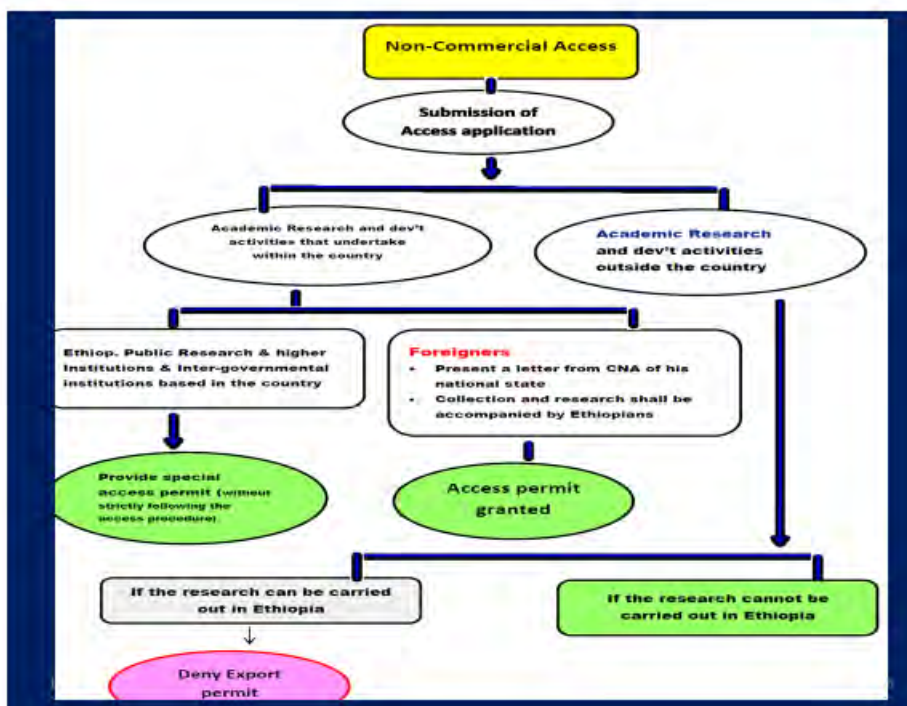 Non-Commercial Access
Submission of
Access application
Academic Research and dev't
activities that undertake
within the country
Academic Research
and dev't activities
outside the country
Ethiop. Public Research & higher
Institutions & Inter-governmental
institutions based in the country
Foreigners
• Present a letter from CNA of his
national state
• Collection and research shall be
accompanied by Ethiopians
Provide special
access permit (without
strictly following the
access procedure).
Access permit
granted
If the research can be carried
out in Ethiopia
If the research cannot be
carried out in Ethiopia
Deny Export
permit